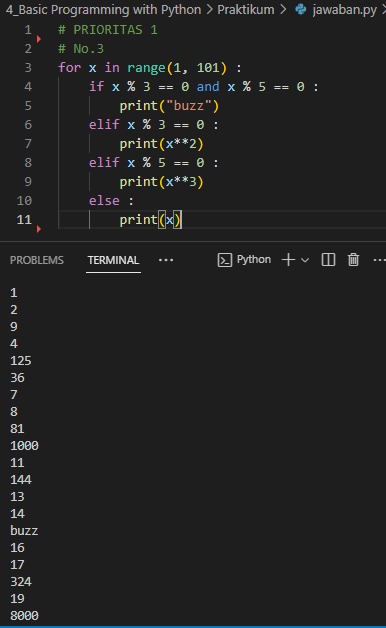 4_Basic Programming with Python > Praktikum > jawaban.py >
1 # PRIORITAS 1
2 # No.3
3 for x in range(1, 101) :
4     if x % 3 == 0 and x % 5 == 0 :
5         print("buzz")
6     elif x % 3 == 0 :
7         print(x**2)
8     elif x % 5 == 0 :
9         print(x**3)
10     else :
11         print(x)
PROBLEMS TERMINAL ··· Python ···
1
2
9
4
125
36
7
8
81
1000
11
144
13
14
buzz
16
17
324
19
8000